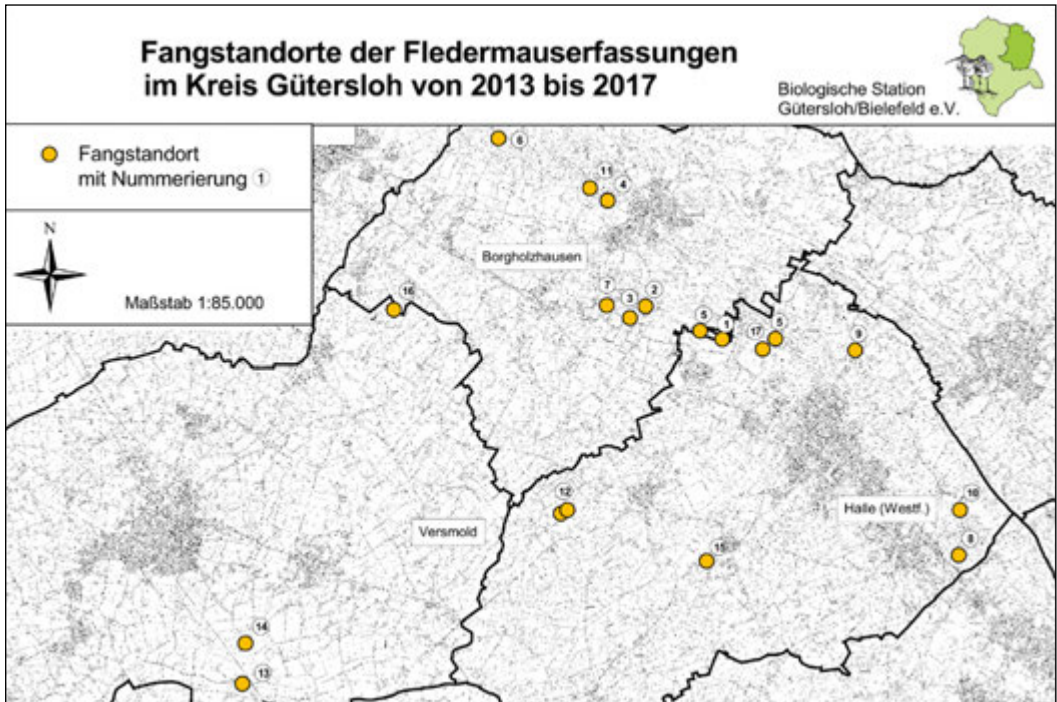 Fangstandorte der Fledermauserfassungen
im Kreis Gütersloh von 2013 bis 2017
Biologische Station
Gütersloh/Bielefeld e.V.
Fangstandort
mit Nummerierung 1
N
Maßstab 1:85.000
6
11
4
Borgholzhausen
16
7
3
2
5
1
17
5
9
12
Versmold
Halle (Westf.)
10
15
8
14
13